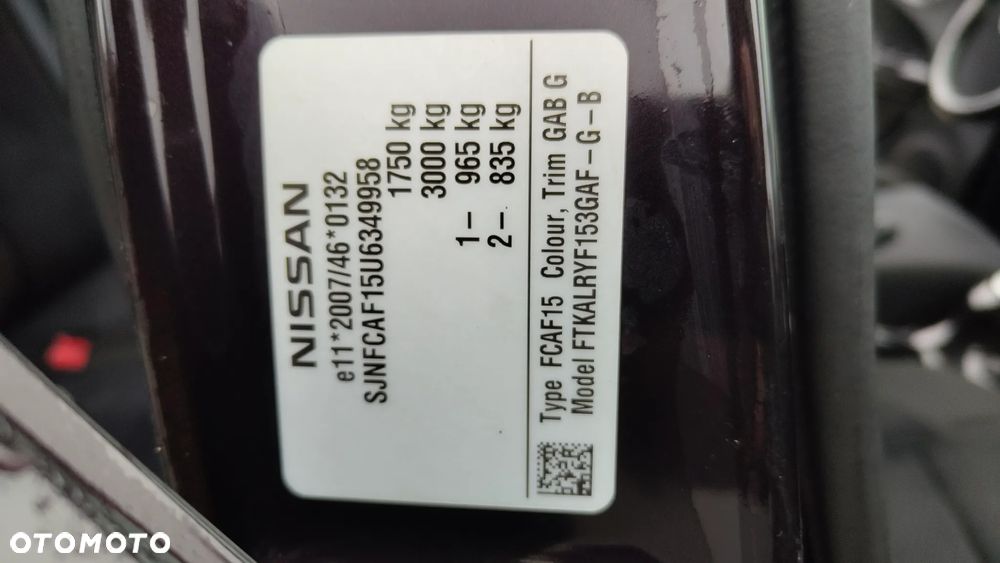 NISSAN
e11*2007/46*0132
SJNFCAF15U6349958
1750 kg
3000 kg
1– 965 kg
2– 835 kg
Type FCAF15 Colour, Trim GAB G
Model FTKALRYF153GAF–G–B
OTOMOTO